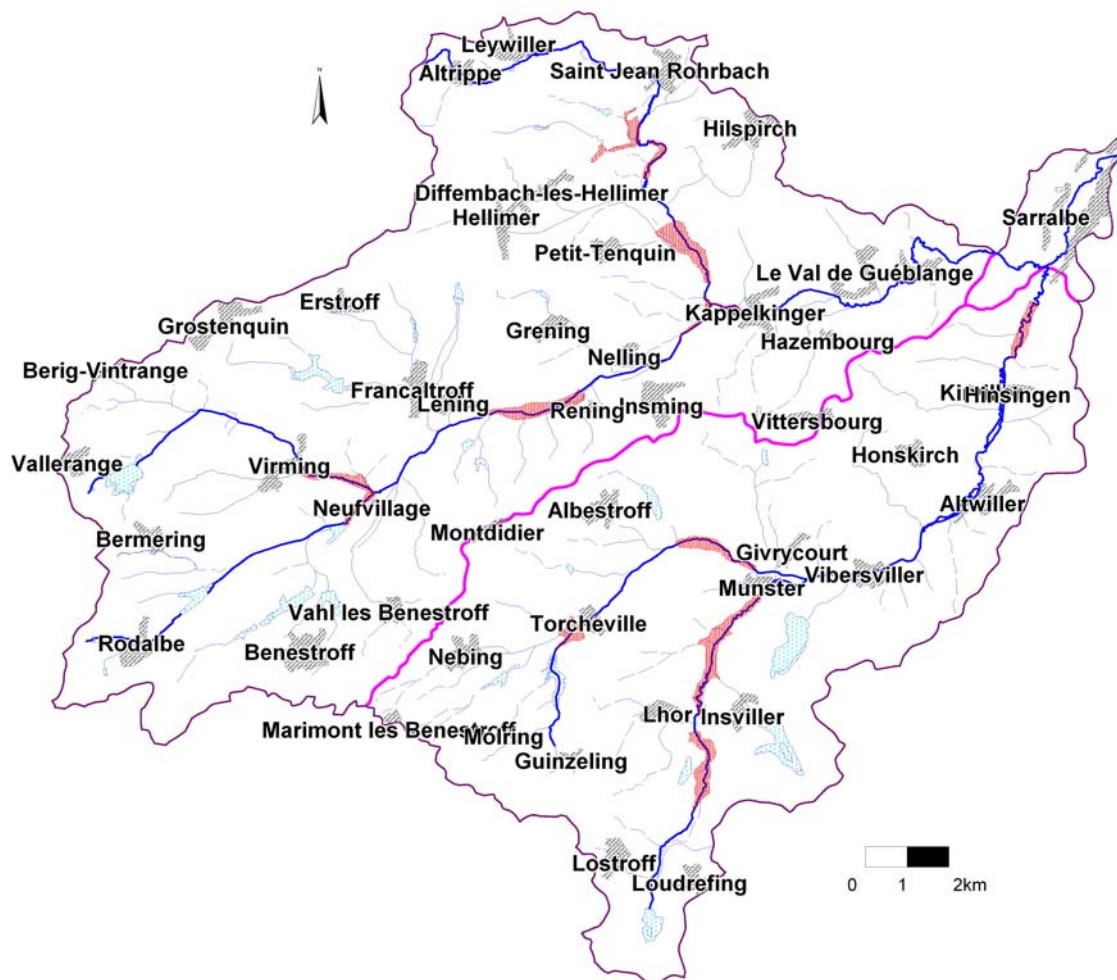 Leywiller
Altrippe
Saint Jean Rohrbach
N
Hilspirch
Diffembach-les-Hellimer
Hellimer
Sarralbe
Petit-Tenquin
Le Val de Guéblange
Erstroff
Grostenquin
Grening
Kappelkinger
Hazembourg
Nelling
Berig-Vintrange
Francaltroff
Lening
Rening
Insming
Hinsingen
Vittersbourg
Vallerange
Virming
Honskirch
Neufvillage
Albestroff
Altwiller
Montdidier
Bermering
Givrycourt
Munster
Vibersviller
Vahl les Benestroff
Torcheville
Rodalbe
Benestroff
Nebing
Lhor
Insviller
Marimont les Benestroff
Molring
Guinzeling
Lostroff
Loudrefing
0 1 2km